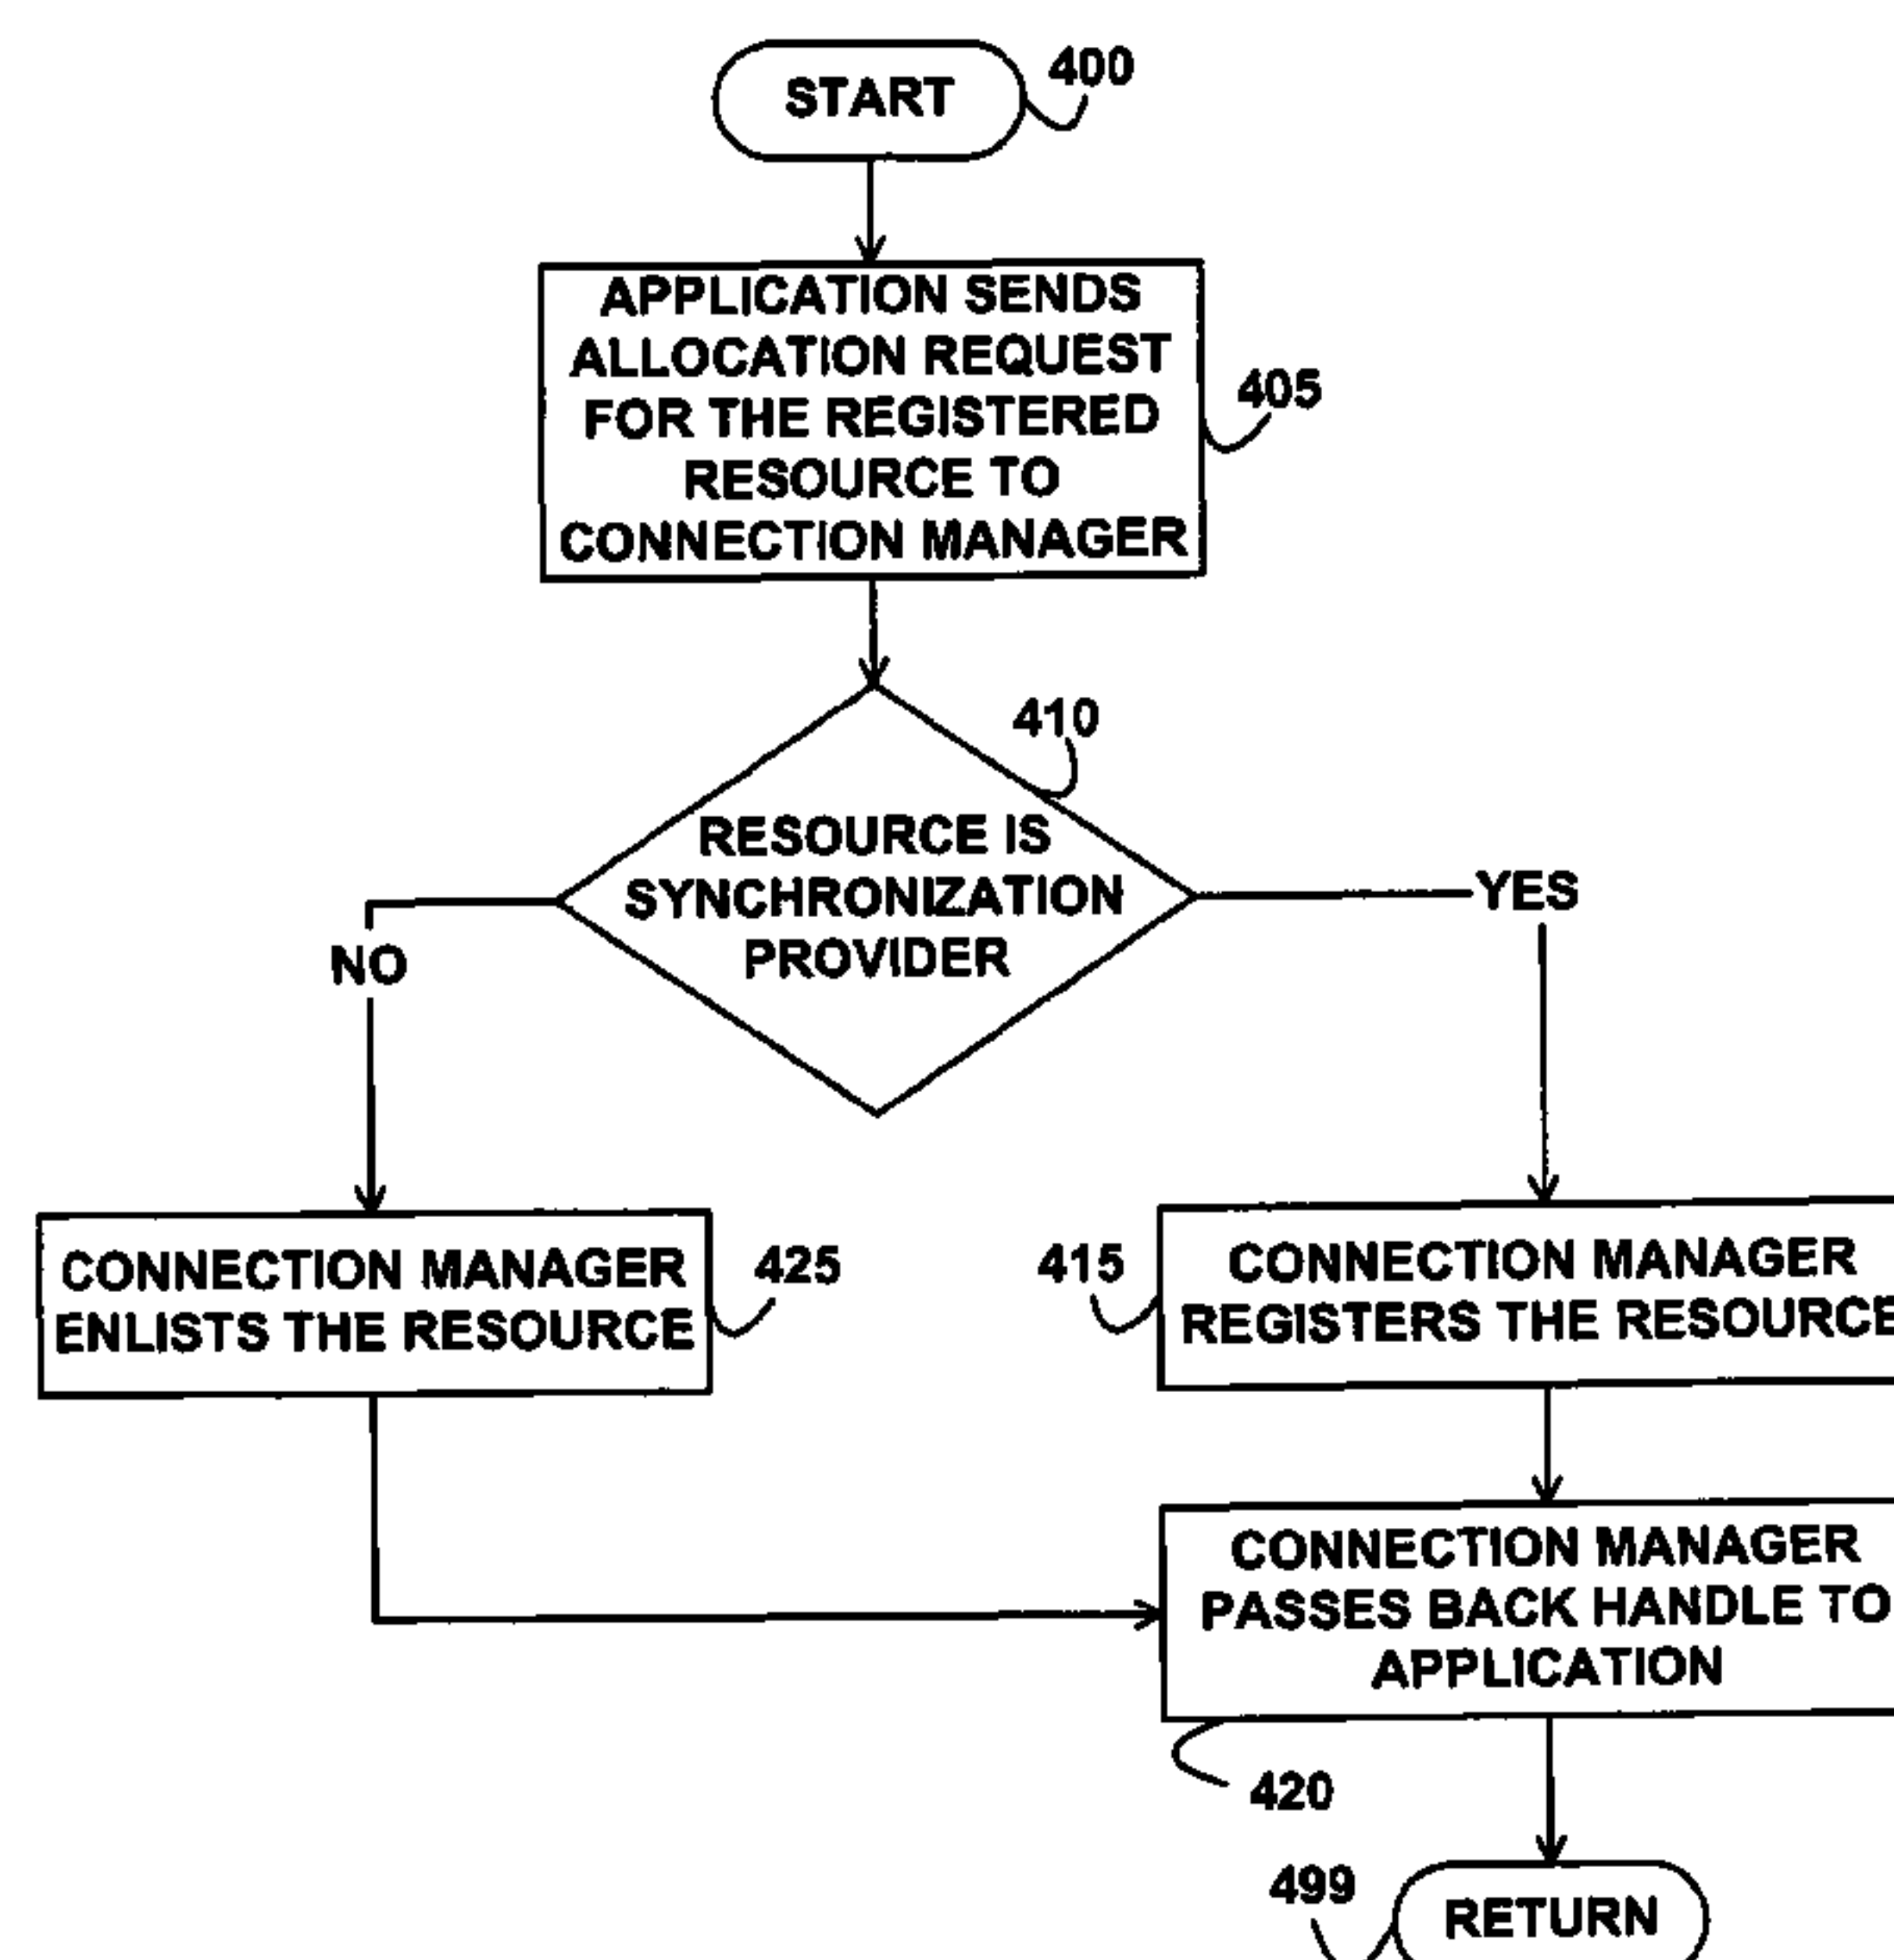 START
400
APPLICATION SENDS
ALLOCATION REQUEST
FOR THE REGISTERED
RESOURCE TO
CONNECTION MANAGER
405
410
RESOURCE IS
SYNCHRONIZATION
PROVIDER
YES
NO
CONNECTION MANAGER
ENLISTS THE RESOURCE
425
415
CONNECTION MANAGER
REGISTERS THE RESOURCE
CONNECTION MANAGER
PASSES BACK HANDLE TO
APPLICATION
420
499
RETURN